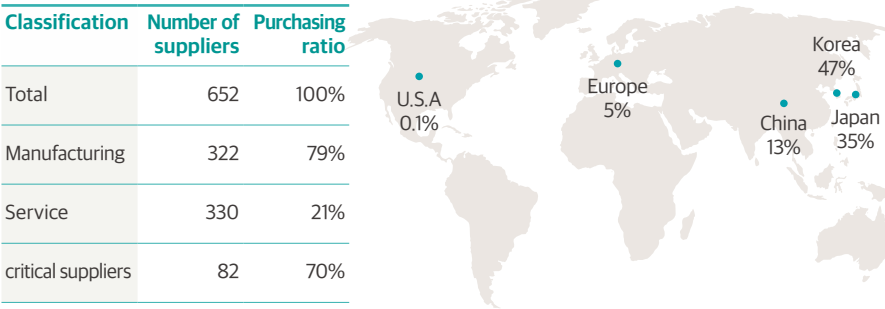 Classification Number of suppliers Purchasing ratio
Total 652 100%
Manufacturing 322 79%
Service 330 21%
critical suppliers 82 70%
U.S.A
0.1%
Europe
5%
Korea
47%
China
13%
Japan
35%